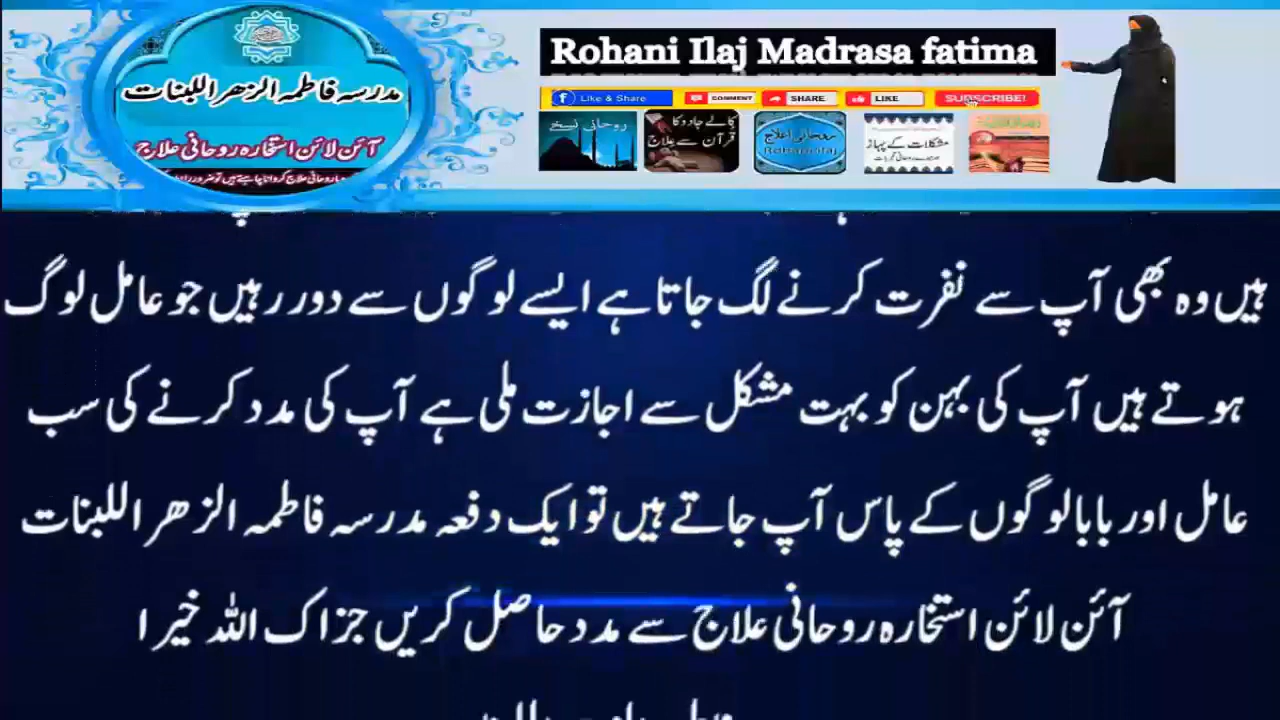 مدرسہ فاطمہ الزھر اللبنات
آئن لائن استخارہ روحانی علاج
Rohani Ilaj Madrasa fatima
Like & Share
COMMENT
SHARE
LIKE
SUBSCRIBE!
روحانی نسخے
کالے جادو کا
قرآن سے علاج
روحانی علاج
مشکلات کے پہاڑ
ہیں وہ بھی آپ سے نفرت کرنے لگ جاتا ہے ایسے لوگوں سے دور رہیں جو عامل لوگ
ہوتے ہیں آپ کی بہن کو بہت مشکل سے اجازت ملی ہے آپ کی مدد کرنے کی سب
عامل اور بابا لوگوں کے پاس آپ جاتے ہیں تو ایک دفعہ مدرسہ فاطمہ الزھر اللبنات
آئن لائن استخارہ روحانی علاج سے مدد حاصل کریں جزاک اللہ خیرا